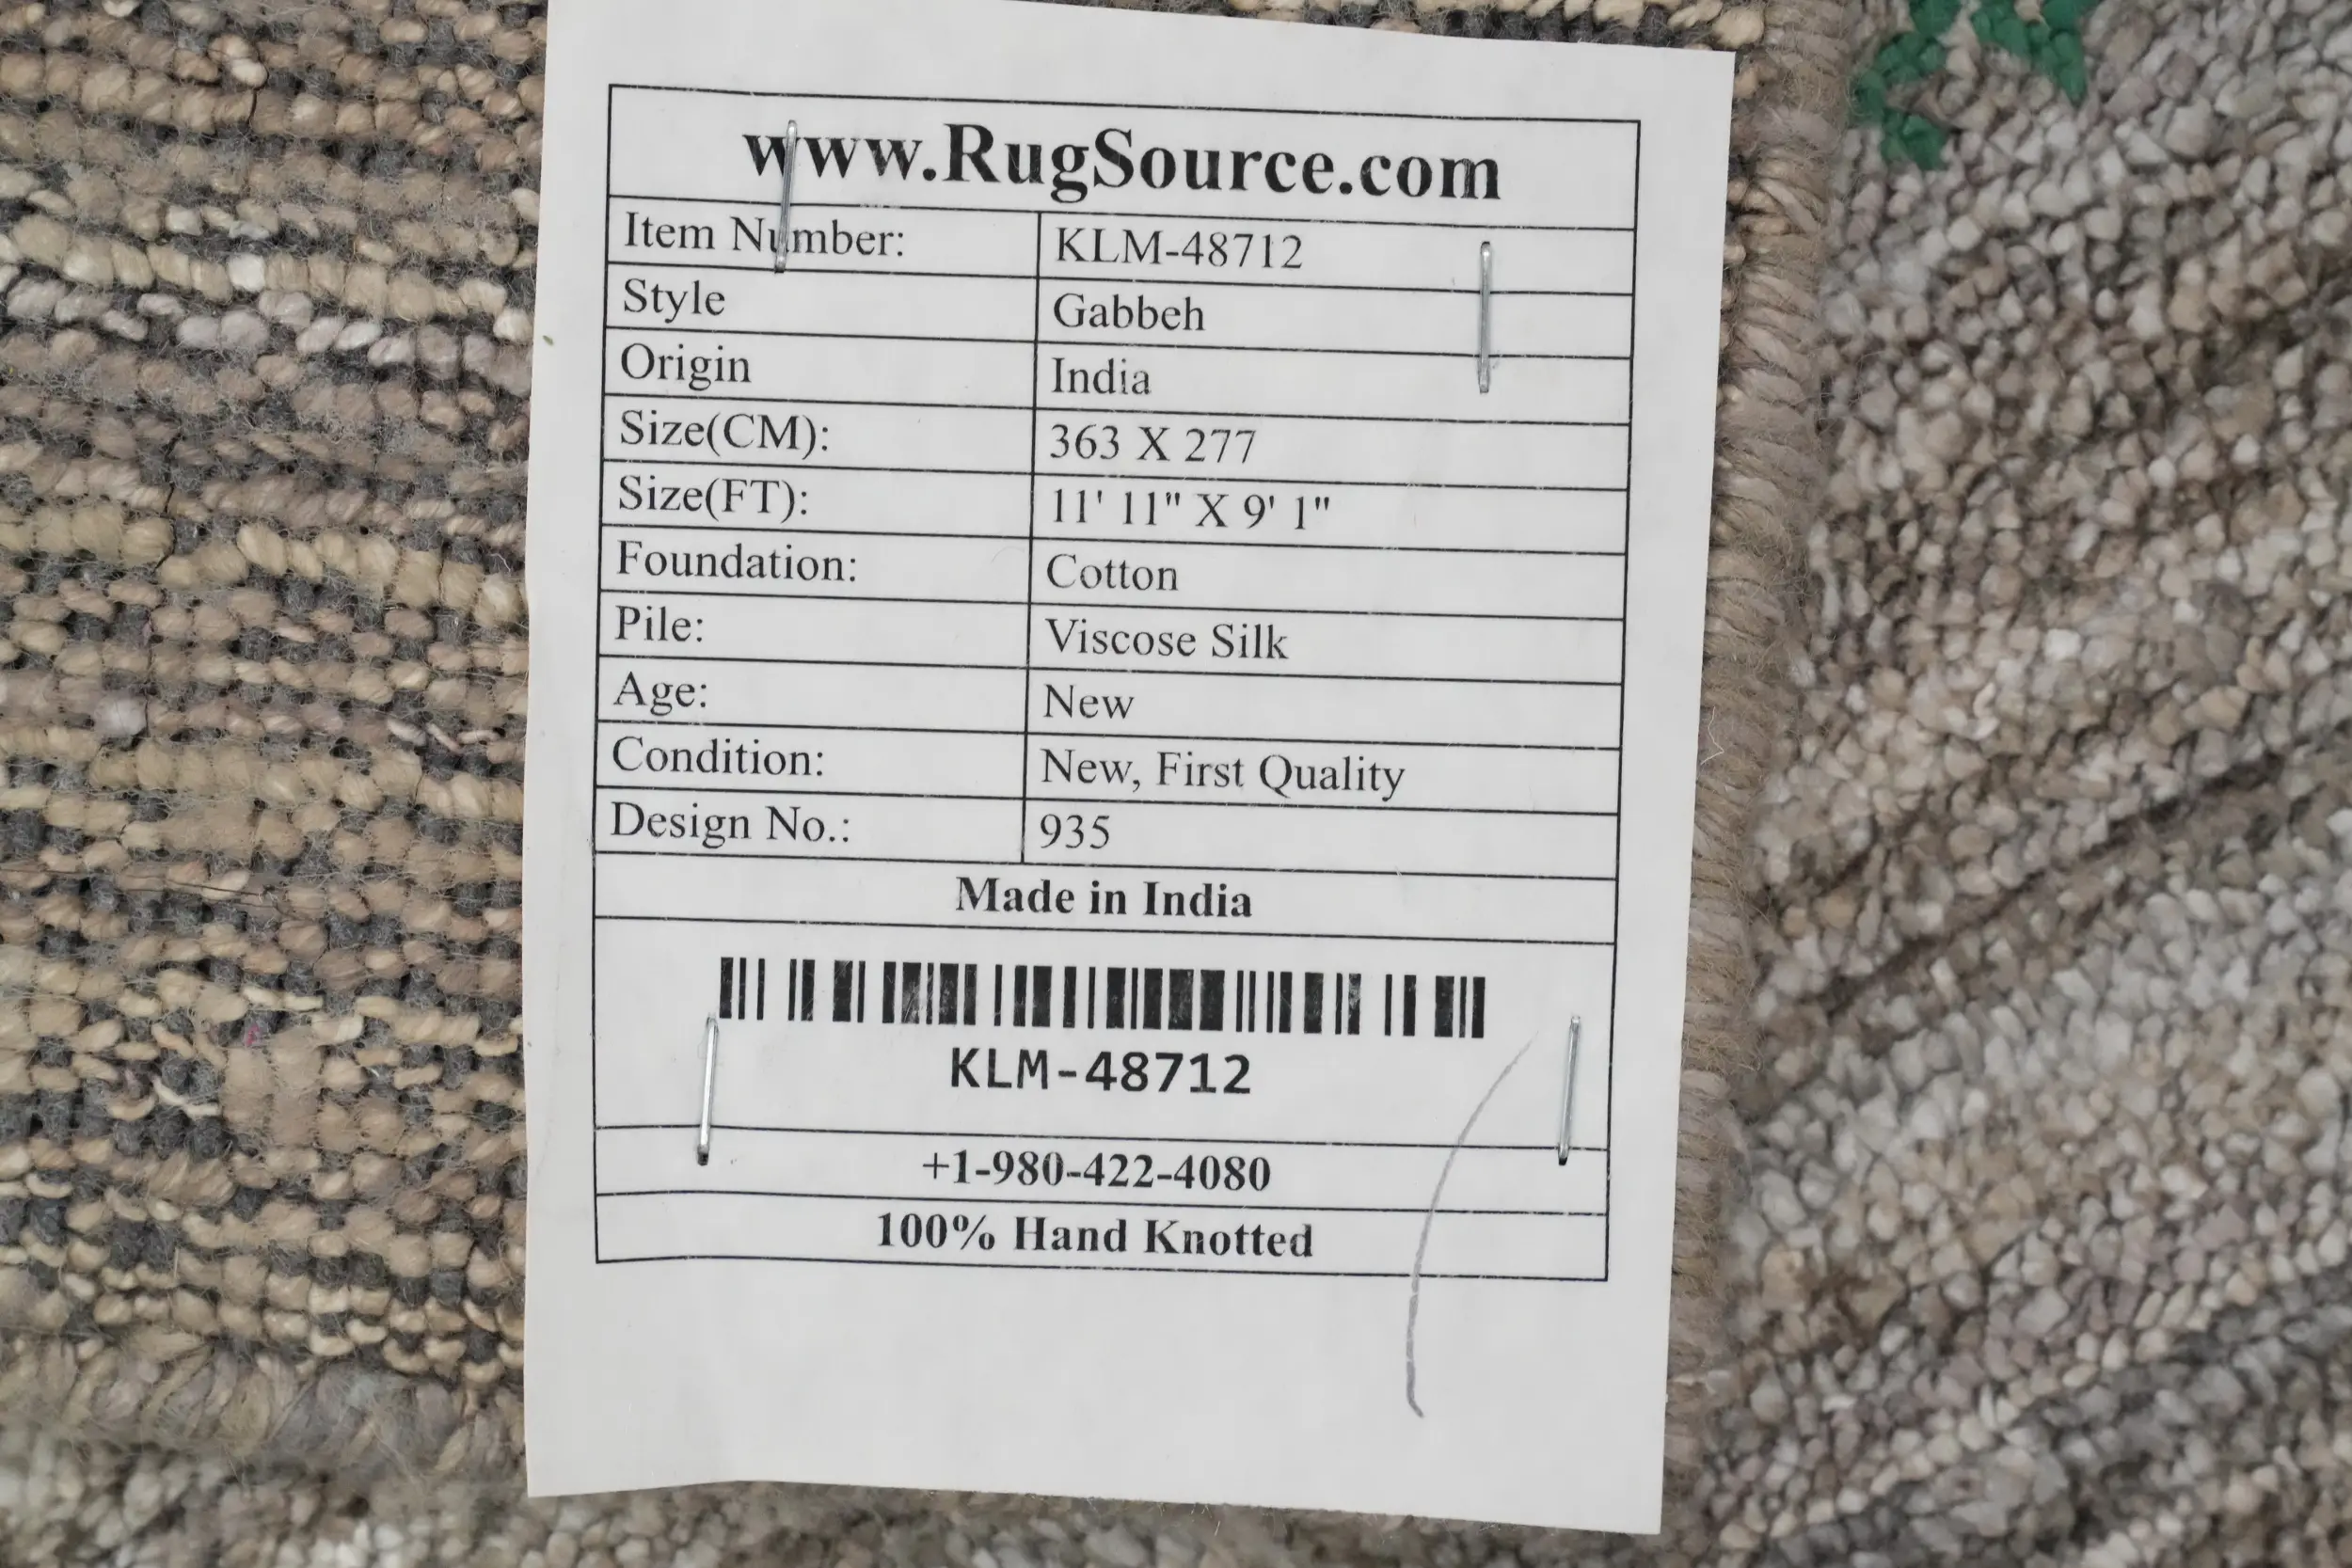 www.RugSource.com
Item Number: KLM-48712
Style Gabbeh
Origin India
Size(CM): 363 X 277
Size(FT): 11' 11" X 9' 1"
Foundation: Cotton
Pile: Viscose Silk
Age: New
Condition: New, First Quality
Design No.: 935
Made in India
KLM-48712
+1-980-422-4080
100% Hand Knotted